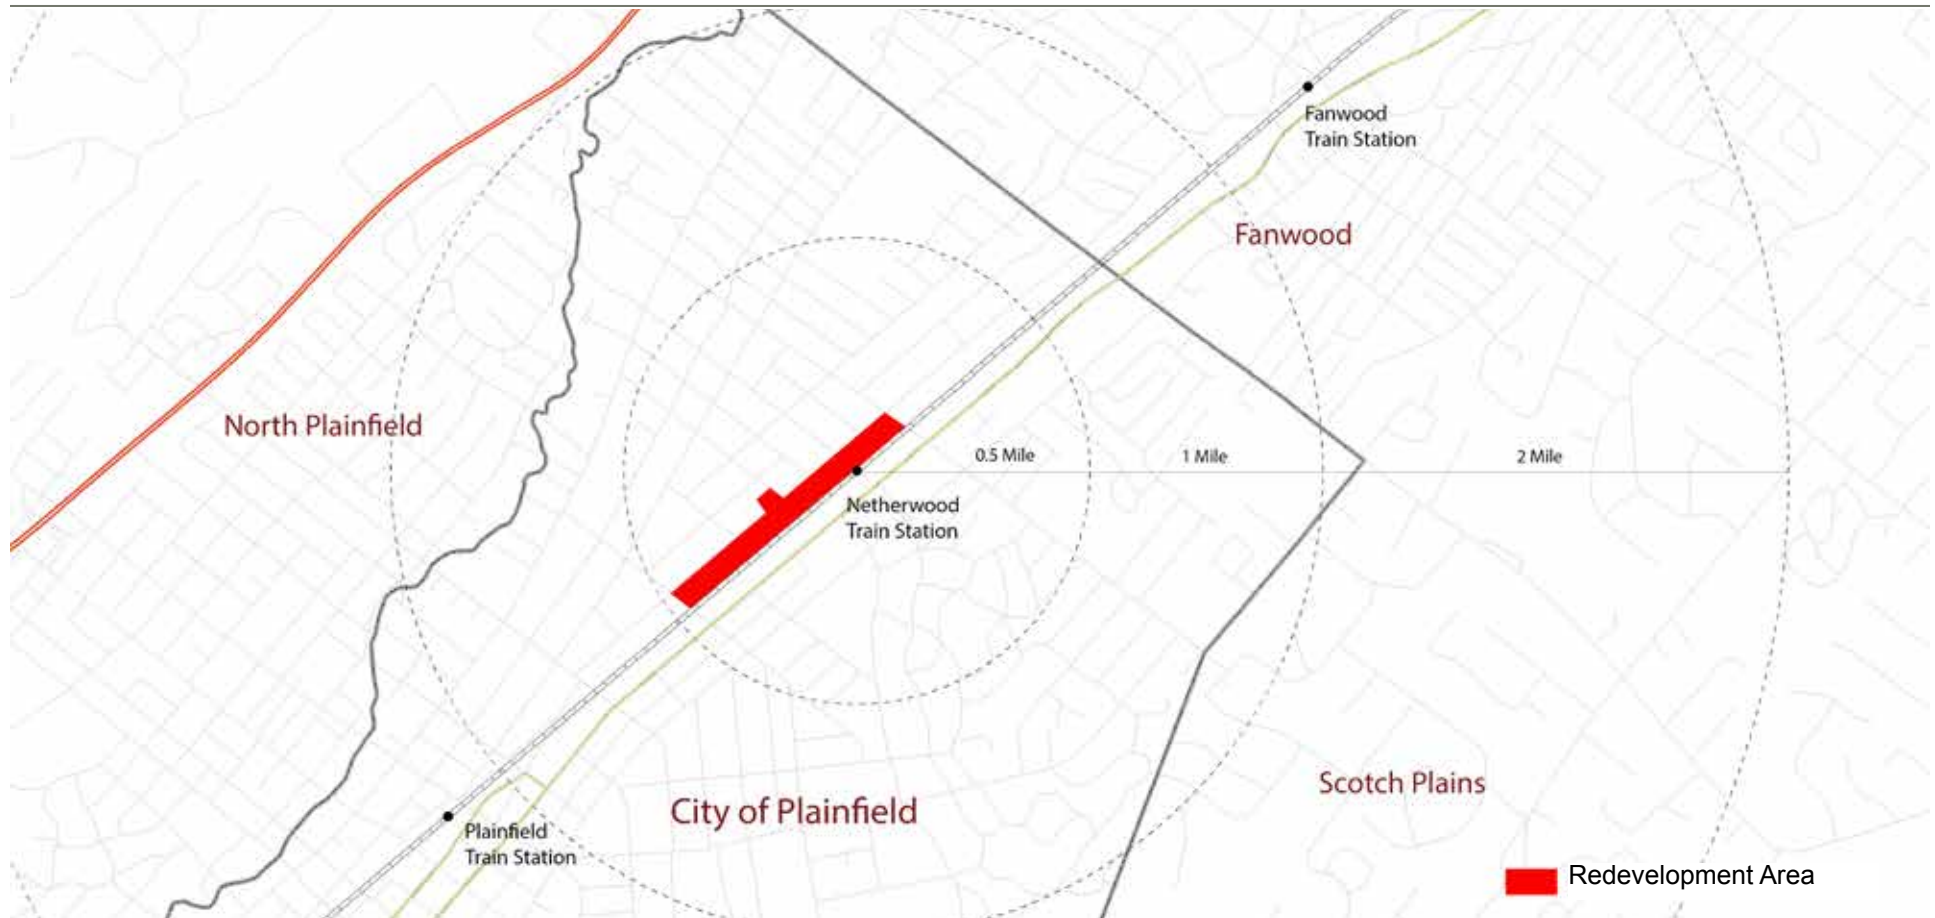 Fanwood
Train Station
Fanwood
North Plainfield
0.5 Mile
1 Mile
2 Mile
Netherwood
Train Station
Scotch Plains
City of Plainfield
Plainfield
Train Station
Redevelopment Area